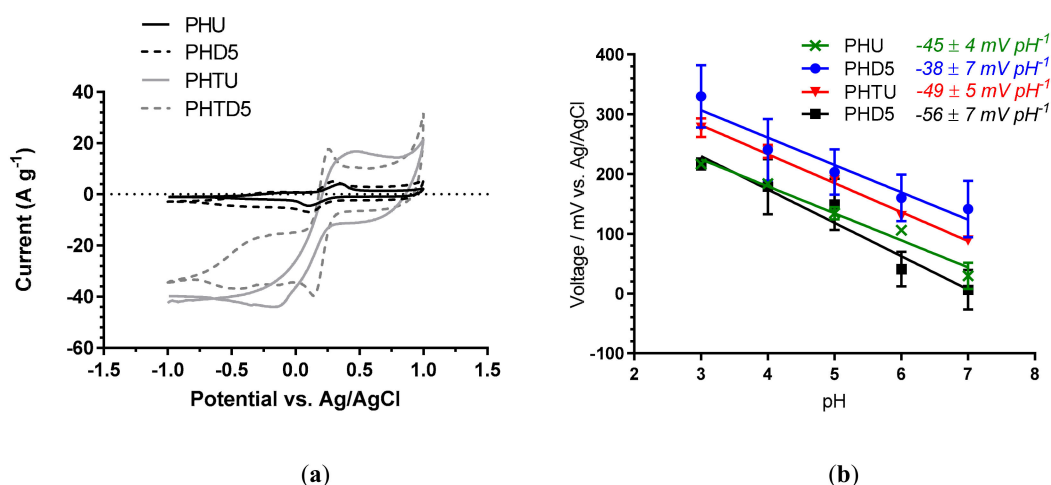 PHU
PHD5
PHTU
PHTD5
40
20
0
-20
-40
-60
-1.5 -1.0 -0.5 0.0 0.5 1.0 1.5
Current (A g⁻¹)
Potential vs. Ag/AgCl
(a)
PHU -45 ± 4 mV pH⁻¹
PHD5 -38 ± 7 mV pH⁻¹
PHTU -49 ± 5 mV pH⁻¹
PHD5 -56 ± 7 mV pH⁻¹
400
300
200
100
0
-100
2 3 4 5 6 7 8
Voltage / mV vs. Ag/AgCl
pH
(b)